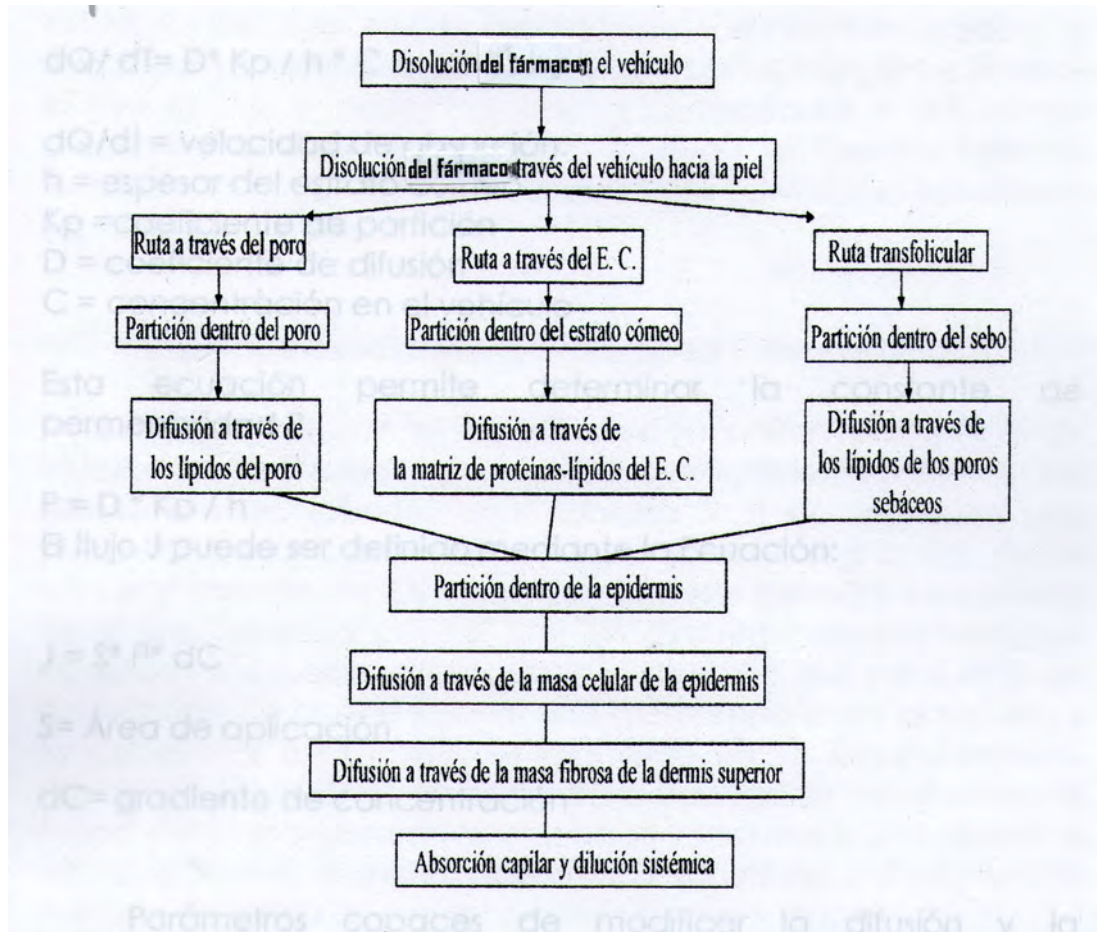 dQ/ dT= D* Kp / h * C
Disolución del fármaco en el vehículo
dQ/dT = velocidad de
Disolución del fármaco través del vehículo hacia la piel
h = espesor del estrato
Kp = coeficiente de partición
Ruta a través del poro
Ruta a través del E. C.
Ruta transfolicular
D = coeficiente de difusión
C = concentración en el vehículo
Partición dentro del poro
Partición dentro del estrato córneo
Partición dentro del sebo
Esta ecuación permite determinar la constante de
Difusión a través de
los lípidos del poro
Difusión a través de
la matriz de proteínas-lípidos del E. C.
Difusión a través de
los lípidos de los poros
sebáceos
P = D * Kp / h
El flujo J puede ser definido mediante la Ecuación:
Partición dentro de la epidermis
J = S* P* dC
Difusión a través de la masa celular de la epidermis
S= Área de aplicación
Difusión a través de la masa fibrosa de la dermis superior
dC= gradiente de concentración
Absorción capilar y dilución sistémica
Parámetros capaces de modificar la difusión y la